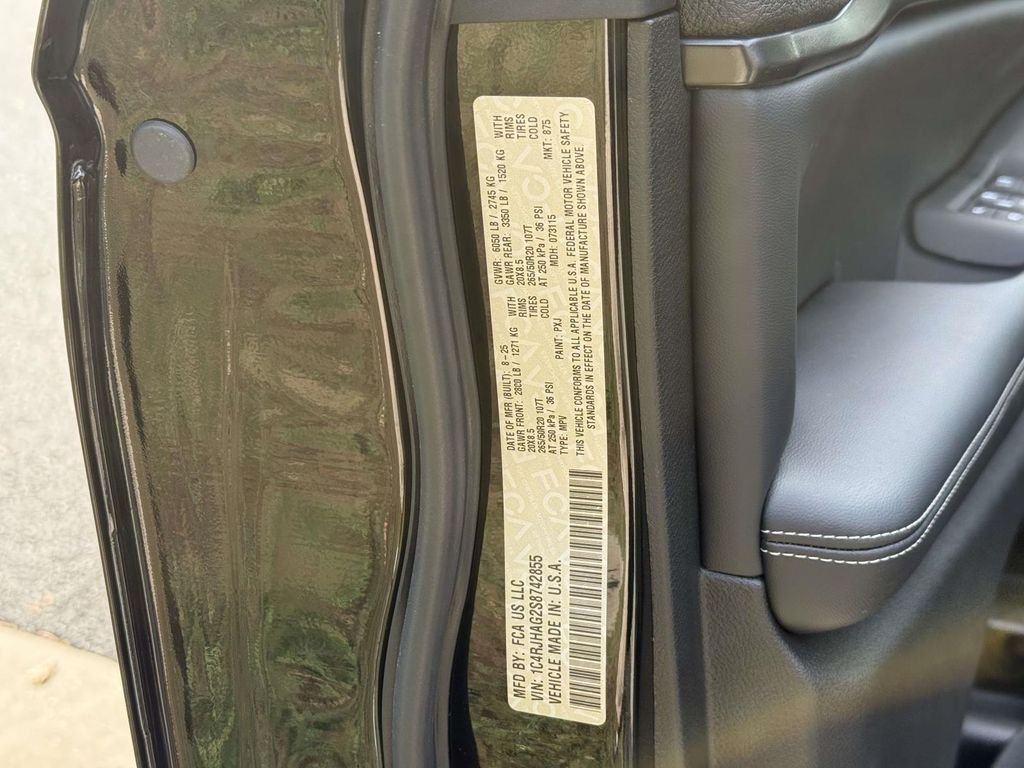 MFD BY: FCA US LLC
DATE OF MFR (BUILT): 8-25
GVWR: 6050 LB / 2745 KG WITH
GAWR FRONT: 2800 LB / 1271 KG WITH
GAWR REAR: 3350 LB / 1520 KG WITH
20X8.5 RIMS
20X8.5 RIMS
265/50R20 107T TIRES
265/50R20 107T TIRES
AT 250 kPa / 36 PSI COLD
AT 250 kPa / 36 PSI COLD
VIN: 1C4RJHAG2S8742855
TYPE: MPV
PAINT: PXJ
MDH: 073115
MKT: 875
VEHICLE MADE IN: U.S.A.
THIS VEHICLE CONFORMS TO ALL APPLICABLE U.S.A. FEDERAL MOTOR VEHICLE SAFETY
STANDARDS IN EFFECT ON THE DATE OF MANUFACTURE SHOWN ABOVE.